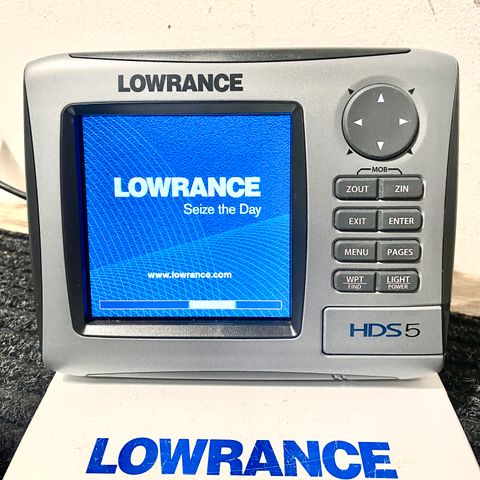 LOWRANCE
LOWRANCE
Seize the Day
www.lowrance.com
MOB
ZOUT ZIN
EXIT ENTER
MENU PAGES
WPT LIGHT
FIND POWER
HDS5
LOWRANCE